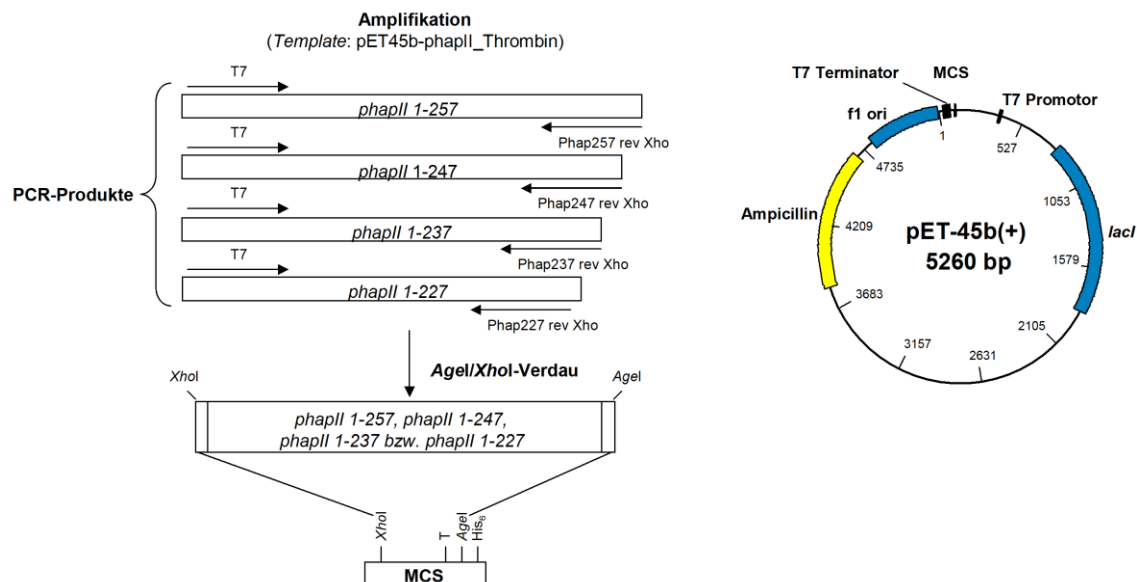 Amplifikation
(Template: pET45b-phapII_Thrombin)
T7
phapII 1-257
Phap257 rev Xho
T7
phapII 1-247
Phap247 rev Xho
PCR-Produkte
T7
phapII 1-237
Phap237 rev Xho
T7
phapII 1-227
Phap227 rev Xho
AgeI/XhoI-Verdau
XhoI
AgeI
phapII 1-257, phapII 1-247,
phapII 1-237 bzw. phapII 1-227
XhoI
T
AgeI
His6
MCS
T7 Terminator
MCS
T7 Promotor
f1 ori
1
527
4735
1053
Ampicillin
4209
pET-45b(+)
5260 bp
lacI
1579
3683
2105
3157
2631